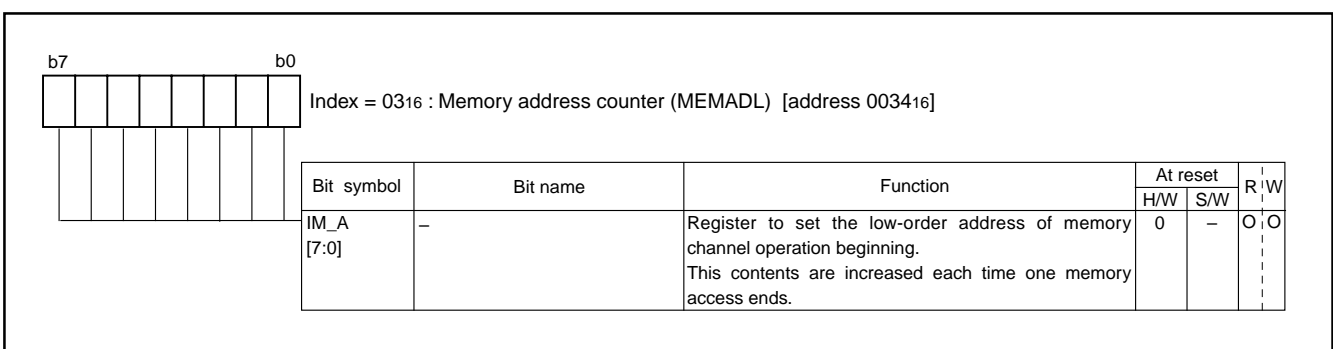 b7 b0
Index = 0316 : Memory address counter (MEMADL) [address 003416]
Bit symbol Bit name Function At reset R W
H/W S/W
IM_A – Register to set the low-order address of memory 0 – O O
[7:0] channel operation beginning.
This contents are increased each time one memory
access ends.